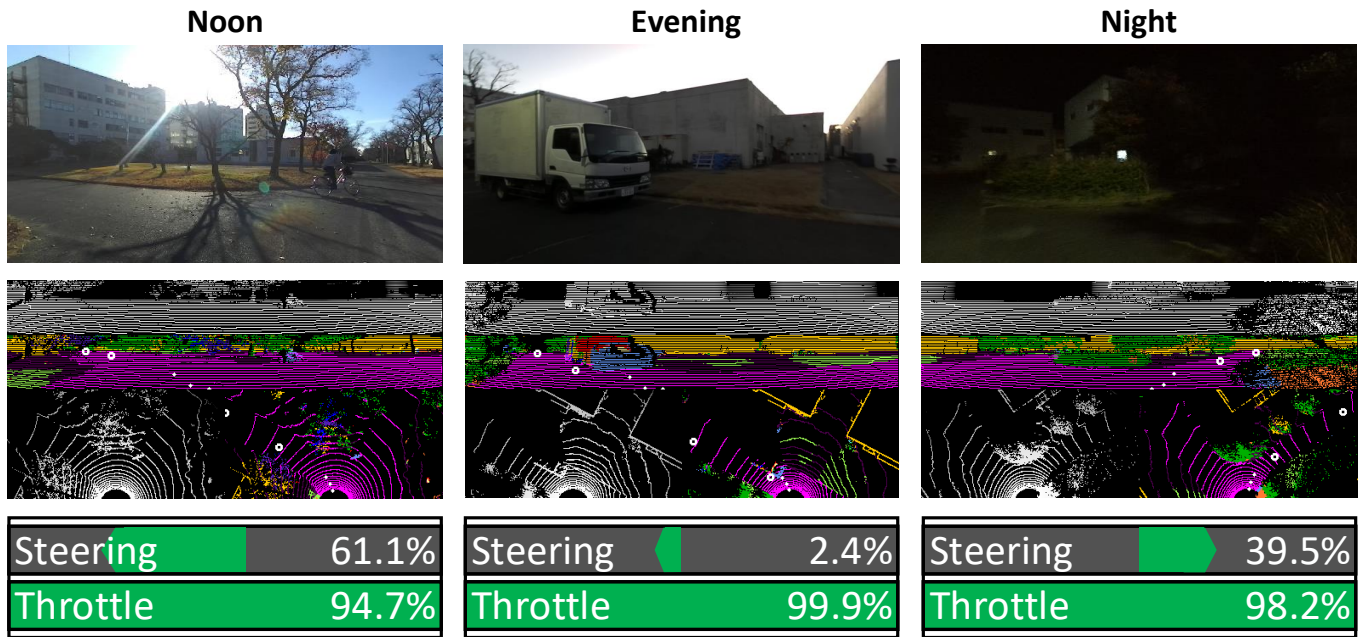 Noon Evening Night
Steering 61.1% Steering 2.4% Steering 39.5%
Throttle 94.7% Throttle 99.9% Throttle 98.2%